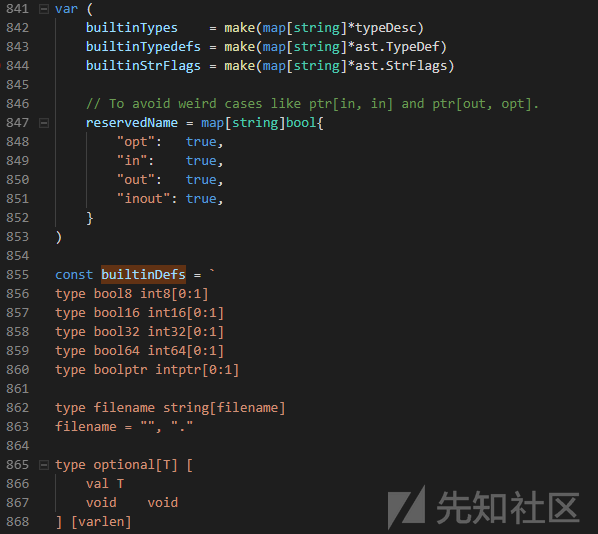 841 var (
842     builtinTypes    = make(map[string]*typeDesc)
843     builtinTypedefs = make(map[string]*ast.TypeDef)
844     builtinStrFlags = make(map[string]*ast.StrFlags)
845
846     // To avoid weird cases like ptr[in, in] and ptr[out, opt].
847     reservedName = map[string]bool{
848         "opt":   true,
849         "in":    true,
850         "out":   true,
851         "inout": true,
852     }
853 )
854
855 const builtinDefs = `
856 type bool8 int8[0:1]
857 type bool16 int16[0:1]
858 type bool32 int32[0:1]
859 type bool64 int64[0:1]
860 type boolptr intptr[0:1]
861
862 type filename string[filename]
863 filename = "", "."
864
865 type optional[T] [
866     val T
867     void    void
868 ] [varlen]
先知社区